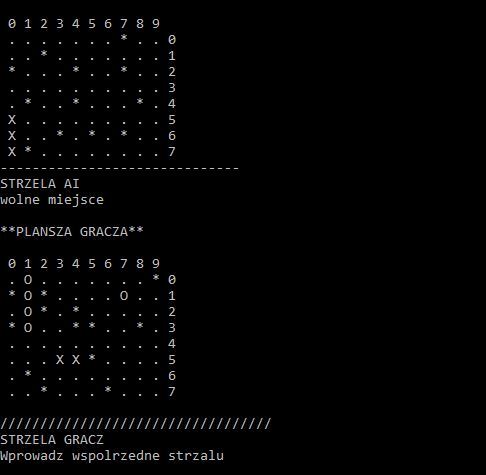 0 1 2 3 4 5 6 7 8 9
. . . . . . . * . . 0
. . * . . . . . . . 1
* . . . * . . * . . 2
. . . . . . . . . . 3
. * . . * . . . * . 4
X . . . . . . . . . 5
X . . * . * . * . . 6
X * . . . . . . . . 7
------------------------------
STRZELA AI
wolne miejsce
**PLANSZA GRACZA**
0 1 2 3 4 5 6 7 8 9
. O . . . . . . . * 0
* O * . . . . O . . 1
. O * . * . . . . . 2
* O . . * * . . * . 3
. . . . . . . . . . 4
. . . X X * . . . . 5
. * . . . . . . . . 6
. . * . . . * . . . 7
//////////////////////////////////
STRZELA GRACZ
Wprowadz wspolrzedne strzalu